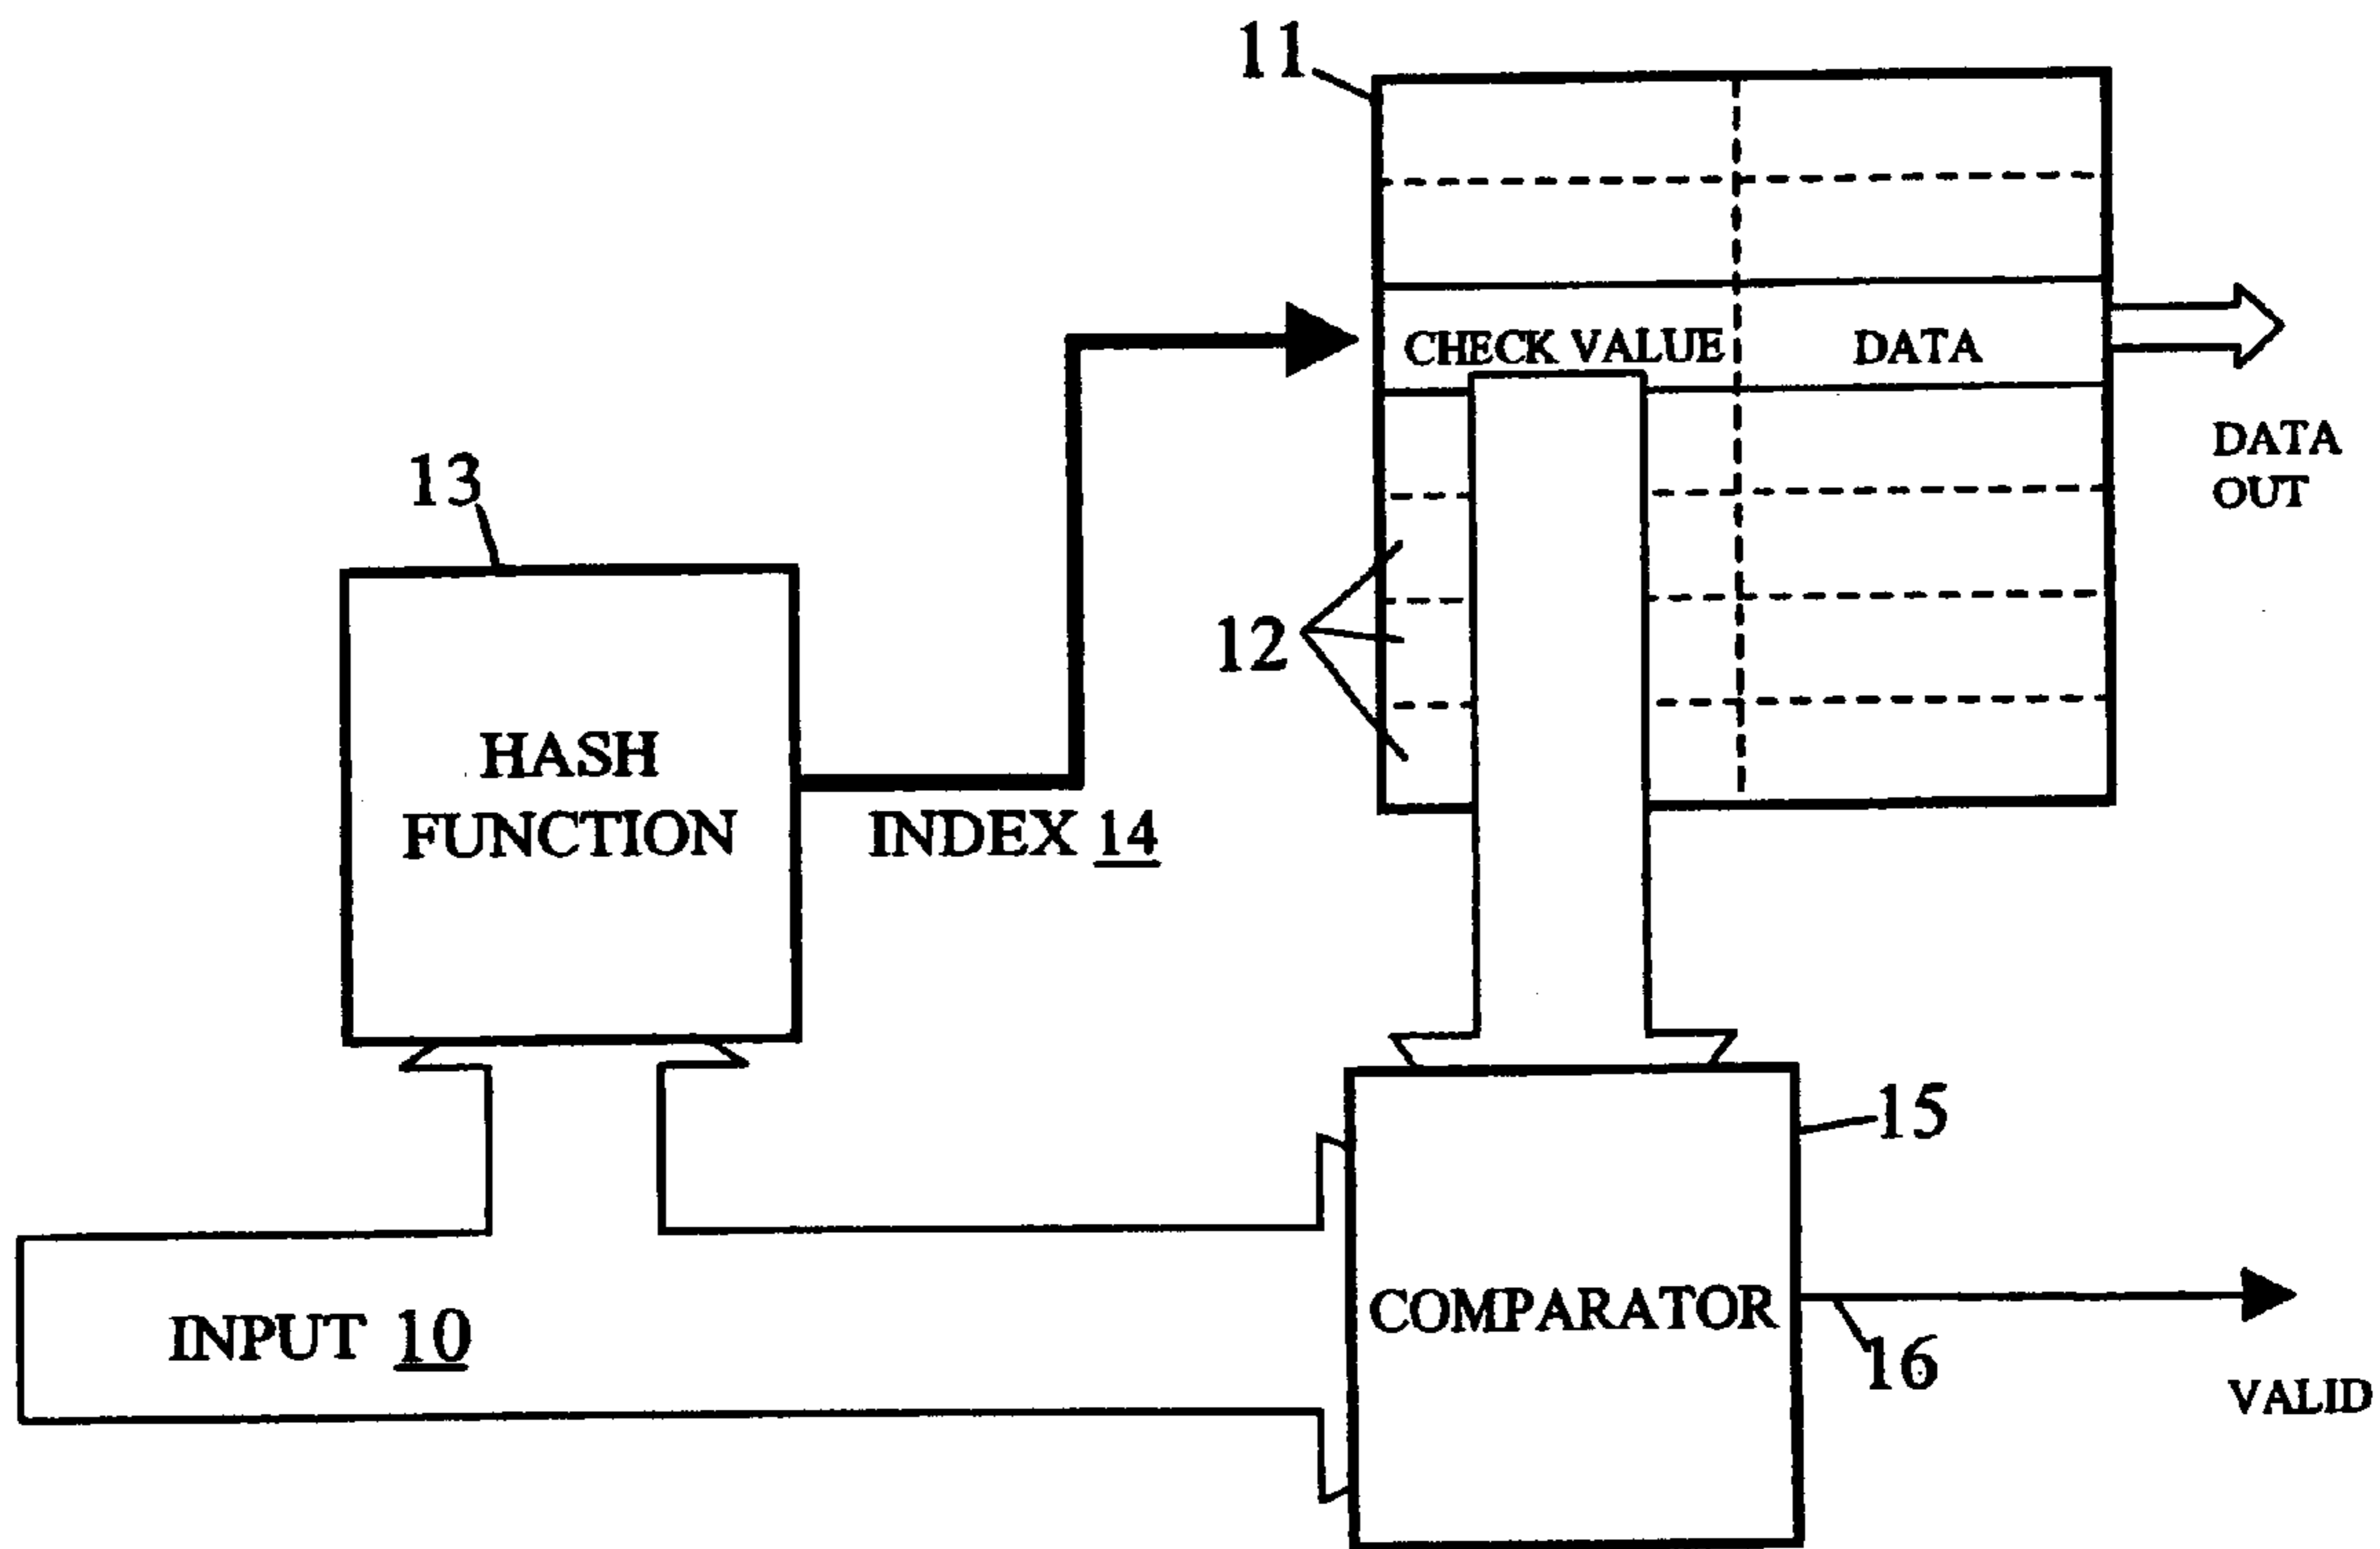 11
CHECK VALUE
DATA
DATA
OUT
13
12
HASH
FUNCTION
INDEX 14
15
INPUT 10
COMPARATOR
16
VALID